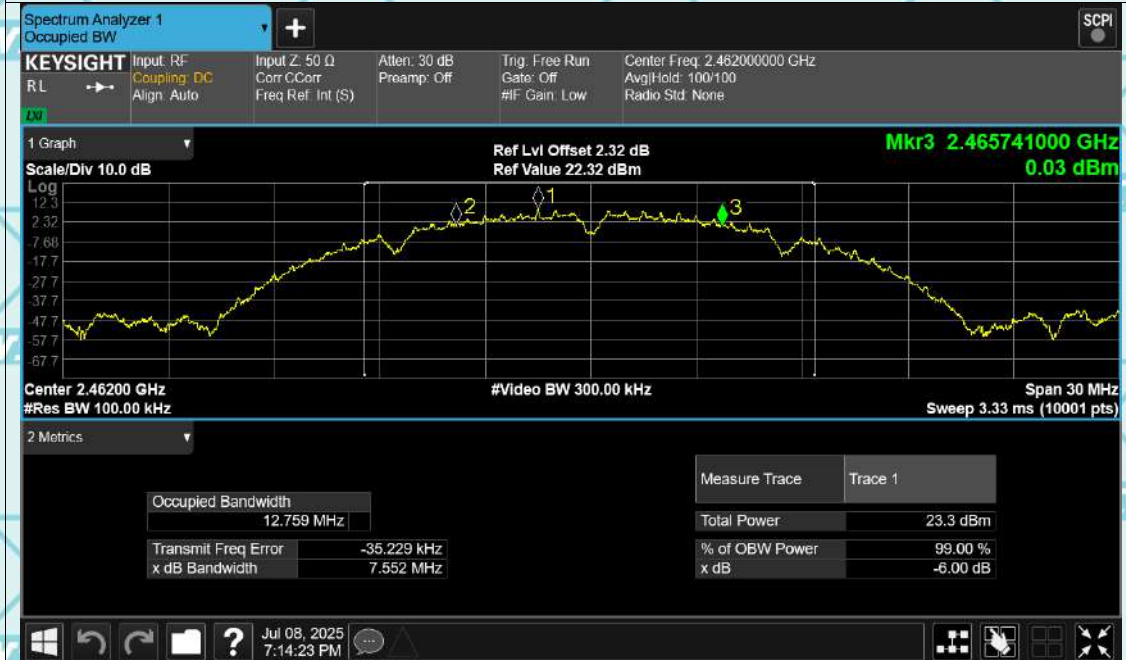 Spectrum Analyzer 1
Occupied BW
+
SCPI
KEYSIGHT
RL
LXI
Input: RF
Coupling: DC
Align: Auto
Input Z: 50 Ω
Corr CCorr
Freq Ref: Int (S)
Atten: 30 dB
Preamp: Off
Trig: Free Run
Gate: Off
#IF Gain: Low
Center Freq: 2.462000000 GHz
Avg|Hold: 100/100
Radio Std: None
1 Graph
Scale/Div 10.0 dB
Ref Lvl Offset 2.32 dB
Ref Value 22.32 dBm
Mkr3 2.465741000 GHz
0.03 dBm
Log
12.3
2.32
-7.68
-17.7
-27.7
-37.7
-47.7
-57.7
-67.7
2
1
3
Center 2.46200 GHz
#Res BW 100.00 kHz
#Video BW 300.00 kHz
Span 30 MHz
Sweep 3.33 ms (10001 pts)
2 Metrics
Occupied Bandwidth
12.759 MHz
Transmit Freq Error -35.229 kHz
x dB Bandwidth 7.552 MHz
Measure Trace Trace 1
Total Power 23.3 dBm
% of OBW Power 99.00 %
x dB -6.00 dB
?
Jul 08, 2025
7:14:23 PM